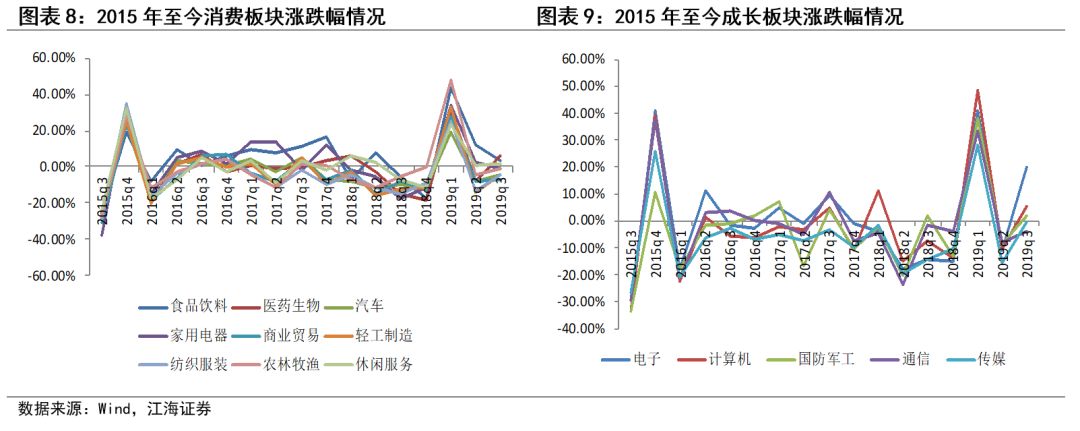 图表 8：2015 年至今消费板块涨跌幅情况
60.00%
40.00%
20.00%
0.00%
-20.00%
-40.00%
-60.00%
2015q3
2015q4
2016q1
2016q2
2016q3
2016q4
2017q1
2017q2
2017q3
2017q4
2018q1
2018q2
2018q3
2018q4
2019q1
2019q2
2019q3
食品饮料 医药生物 汽车
家用电器 商业贸易 轻工制造
纺织服装 农林牧渔 休闲服务
图表 9：2015 年至今成长板块涨跌幅情况
60.00%
50.00%
40.00%
30.00%
20.00%
10.00%
0.00%
-10.00%
-20.00%
-30.00%
-40.00%
2015q3
2015q4
2016q1
2016q2
2016q3
2016q4
2017q1
2017q2
2017q3
2017q4
2018q1
2018q2
2018q3
2018q4
2019q1
2019q2
2019q3
电子 计算机 国防军工 通信 传媒
数据来源：Wind，江海证券